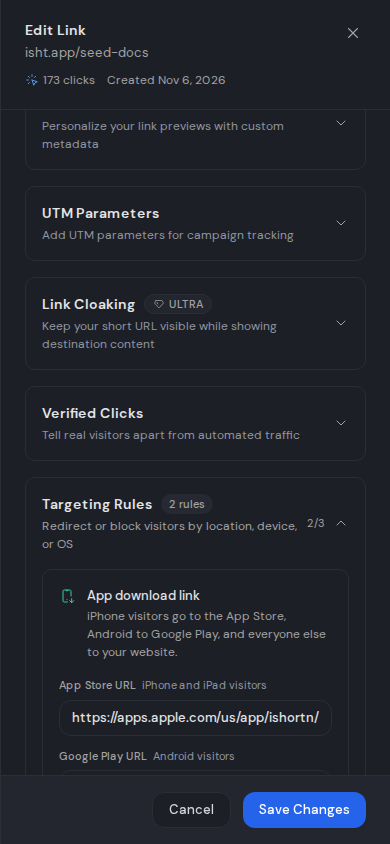 Edit Link
isht.app/seed-docs
173 clicks Created Nov 6, 2026
Personalize your link previews with custom
metadata
UTM Parameters
Add UTM parameters for campaign tracking
Link Cloaking ULTRA
Keep your short URL visible while showing
destination content
Verified Clicks
Tell real visitors apart from automated traffic
Targeting Rules 2 rules
Redirect or block visitors by location, device, 2/3
or OS
App download link
iPhone visitors go to the App Store,
Android to Google Play, and everyone else
to your website.
App Store URL iPhone and iPad visitors
https://apps.apple.com/us/app/ishortn/
Google Play URL Android visitors
Cancel Save Changes